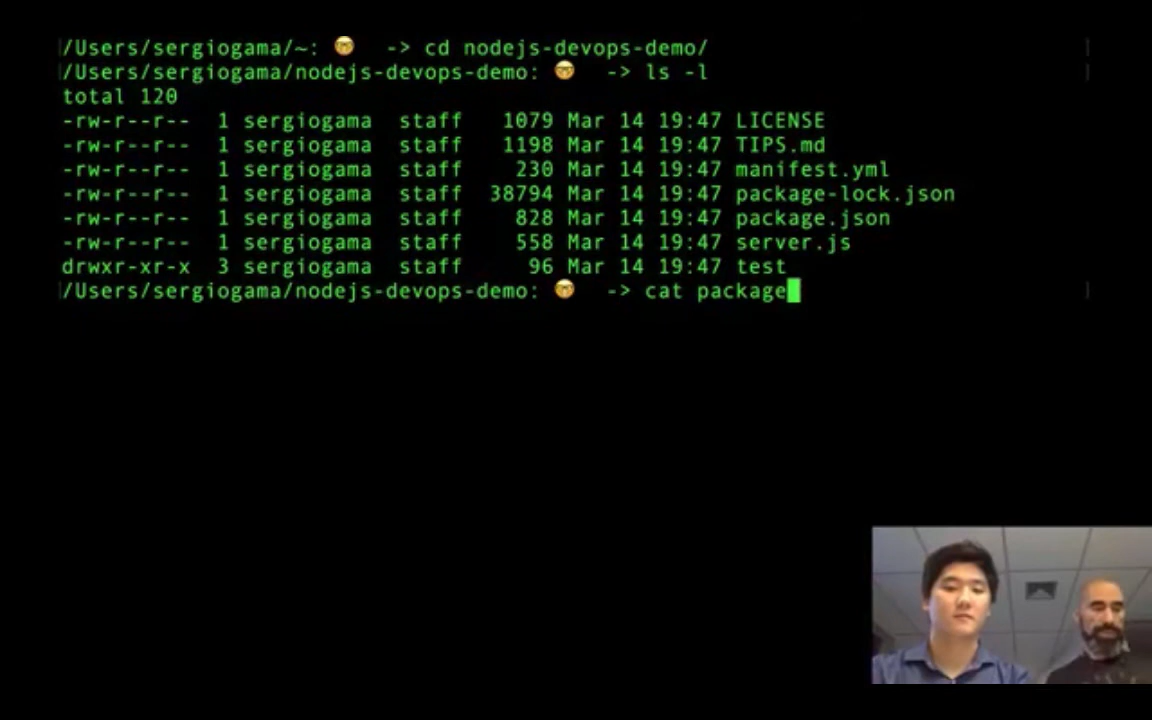 /Users/sergiogama/~: 🤓 -> cd nodejs-devops-demo/
/Users/sergiogama/nodejs-devops-demo: 🤓 -> ls -l
total 120
-rw-r--r-- 1 sergiogama staff 1079 Mar 14 19:47 LICENSE
-rw-r--r-- 1 sergiogama staff 1198 Mar 14 19:47 TIPS.md
-rw-r--r-- 1 sergiogama staff 230 Mar 14 19:47 manifest.yml
-rw-r--r-- 1 sergiogama staff 38794 Mar 14 19:47 package-lock.json
-rw-r--r-- 1 sergiogama staff 828 Mar 14 19:47 package.json
-rw-r--r-- 1 sergiogama staff 558 Mar 14 19:47 server.js
drwxr-xr-x 3 sergiogama staff 96 Mar 14 19:47 test
/Users/sergiogama/nodejs-devops-demo: 🤓 -> cat package